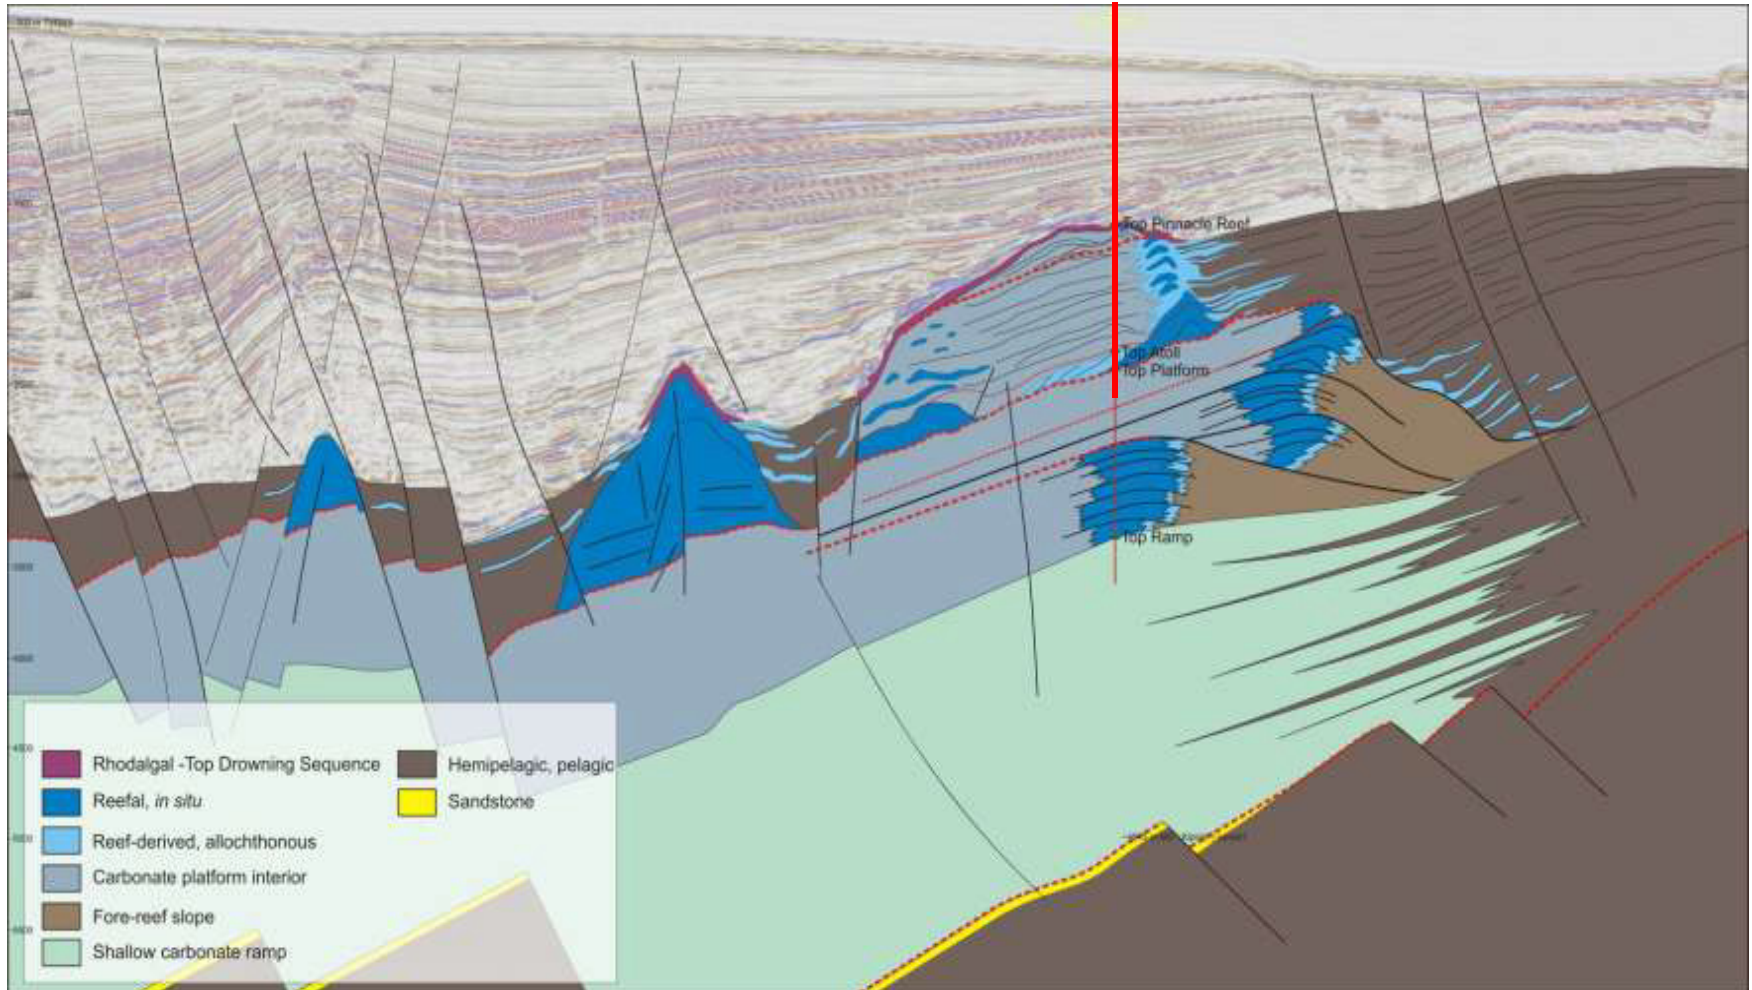 Top Pinnacle Reef
Top Atoll
Top Platform
Top Ramp
Rhodalgal -Top Drowning Sequence
Reefal, in situ
Reef-derived, allochthonous
Carbonate platform interior
Fore-reef slope
Shallow carbonate ramp
Hemipelagic, pelagic
Sandstone